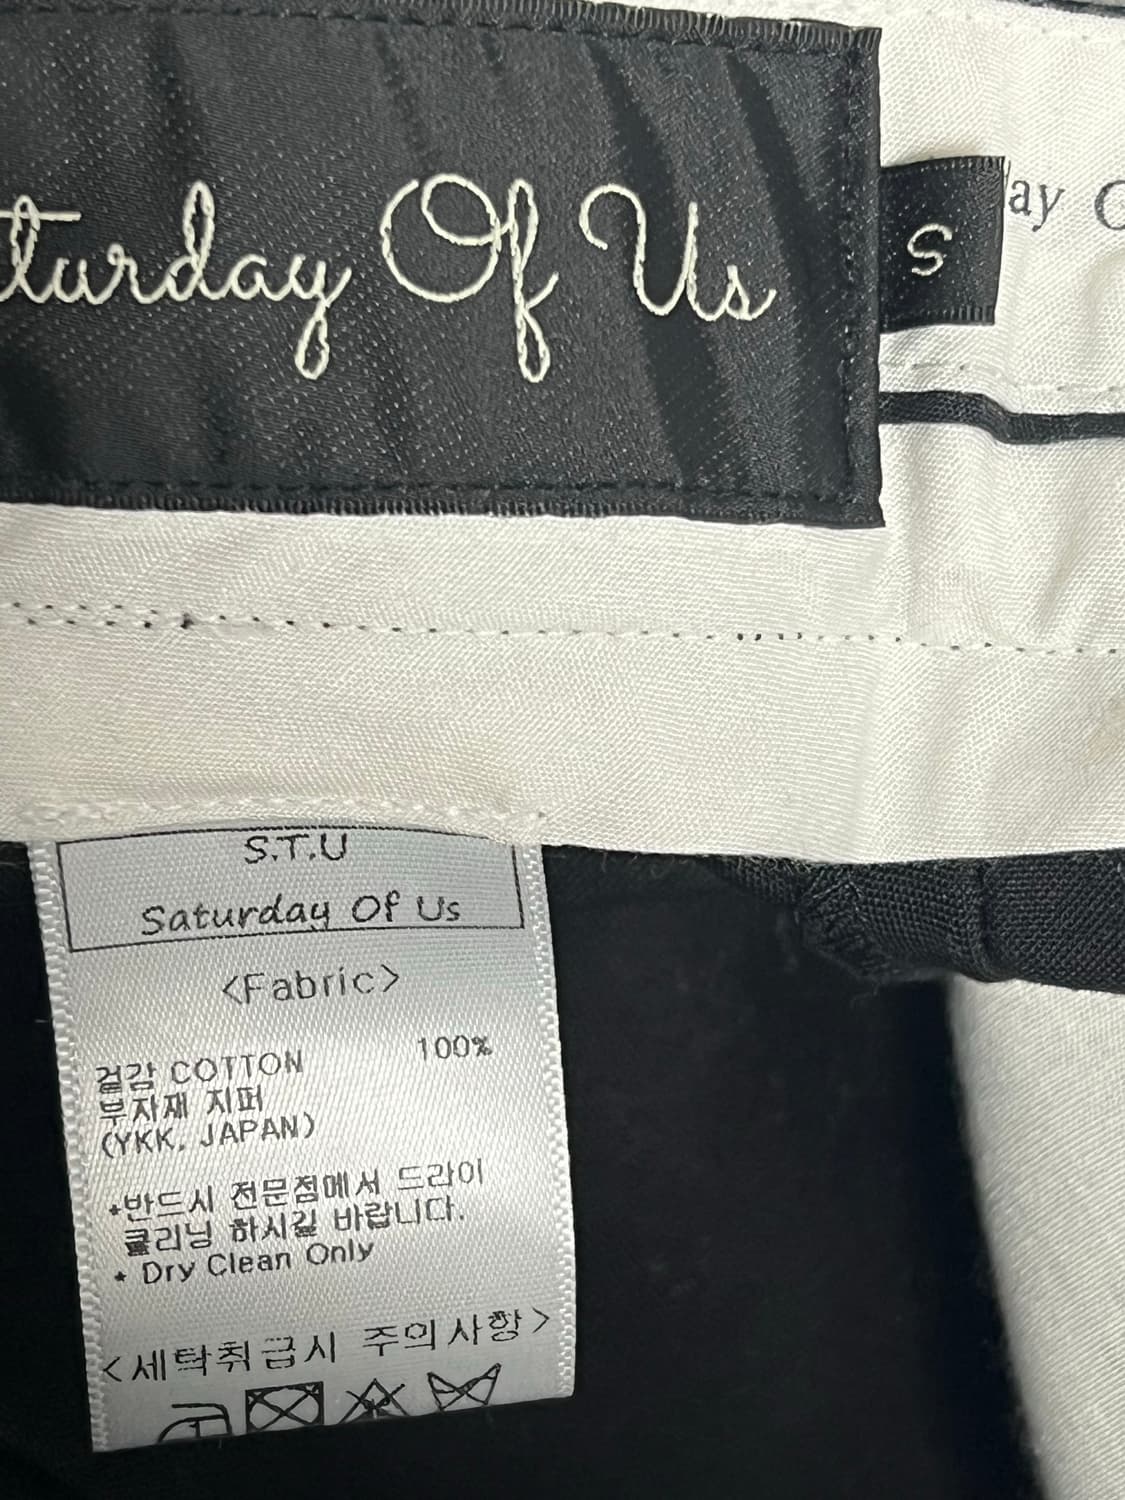 turday Of Us
S
ay
S.T.U
Saturday Of Us
<Fabric>
겉감 COTTON 100%
부자재 지퍼
(YKK, JAPAN)
*반드시 전문점에서 드라이
클리닝 하시길 바랍니다.
* Dry Clean Only
<세탁취급시 주의사항>